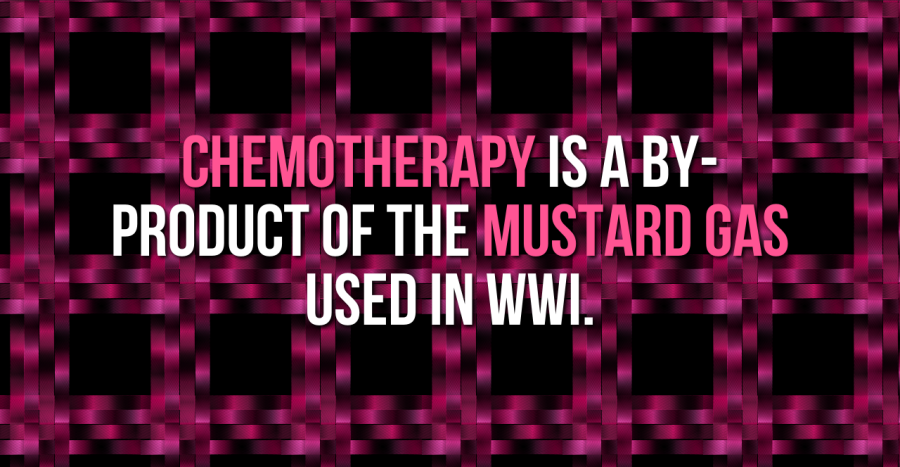 CHEMOTHERAPY IS A BY-
PRODUCT OF THE MUSTARD GAS
USED IN WWI.